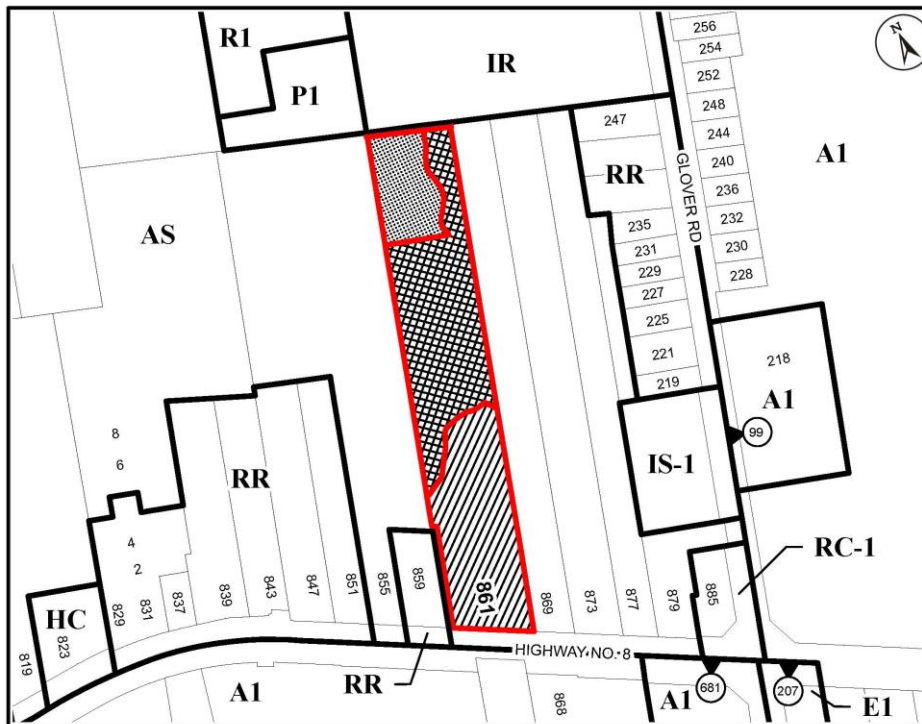 R1
P1
IR
N
256
254
252
248
247
244
A1
GLOVER RD
240
RR
236
AS
235
232
231
230
229
228
227
225
221
218
219
A1
99
8
6
IS-1
RR
4
2
RC-1
HC
819
823
829
831
837
839
843
847
851
855
859
861
869
873
877
879
885
HIGHWAY NO. 8
RR
A1
868
A1
681
207
E1